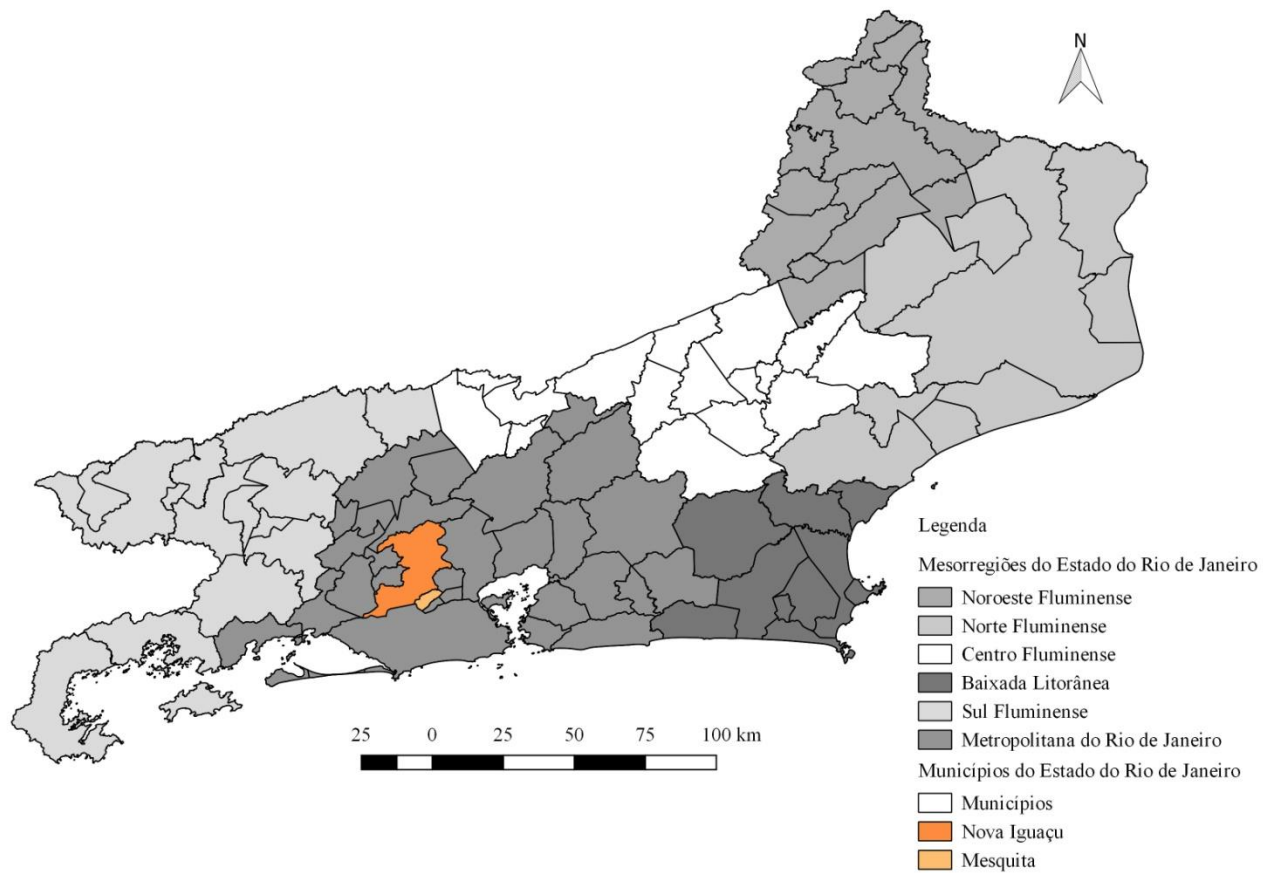 N
Legenda
Mesorregiões do Estado do Rio de Janeiro
Noroeste Fluminense
Norte Fluminense
Centro Fluminense
Baixada Litorânea
Sul Fluminense
Metropolitana do Rio de Janeiro
Municípios do Estado do Rio de Janeiro
Municípios
Nova Iguaçu
Mesquita
25 0 25 50 75 100 km